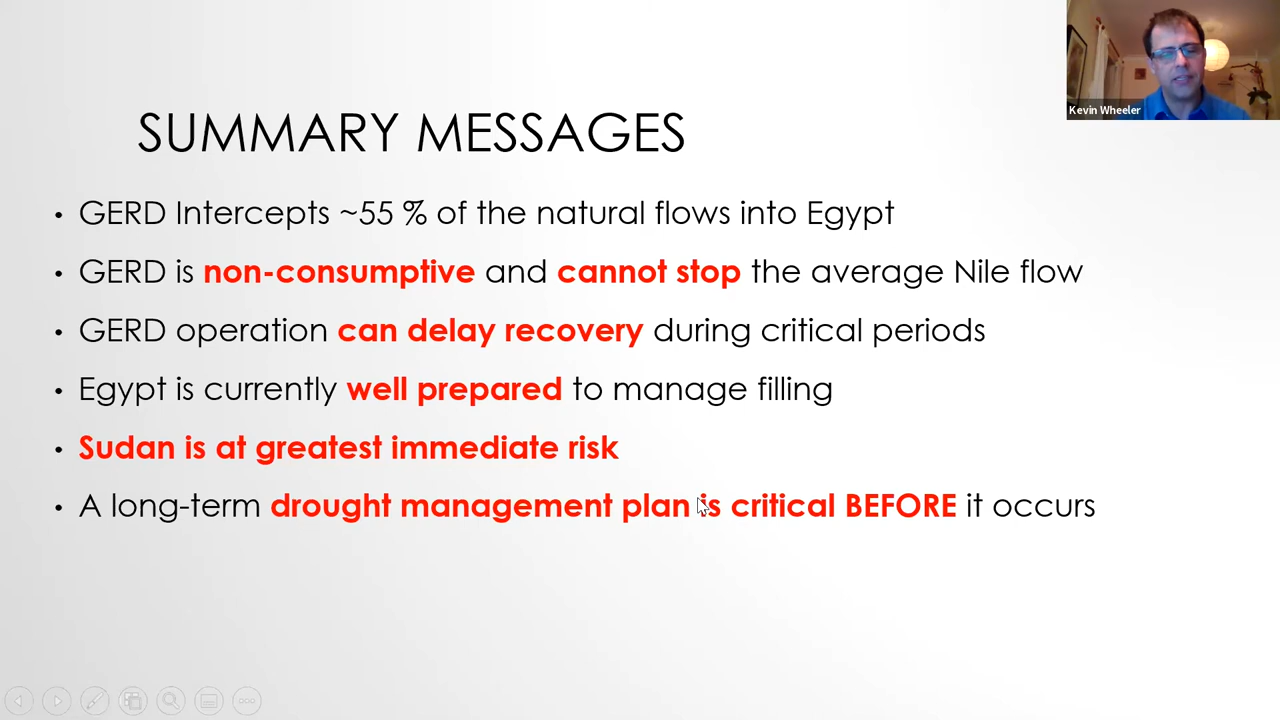 Kevin Wheeler
SUMMARY MESSAGES
• GERD Intercepts ~55 % of the natural flows into Egypt
• GERD is non-consumptive and cannot stop the average Nile flow
• GERD operation can delay recovery during critical periods
• Egypt is currently well prepared to manage filling
• Sudan is at greatest immediate risk
• A long-term drought management plan is critical BEFORE it occurs